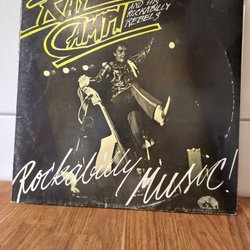 RAY
CAMPI
AND HIS
ROCKABILLY
REBELS
Rockabilly Music!